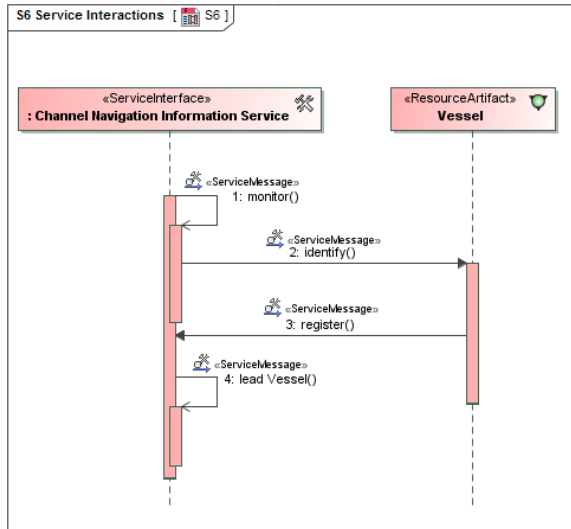 S6 Service Interactions [ S6 ]
«ServiceInterface»
: Channel Navigation Information Service
«ResourceArtifact»
Vessel
«ServiceMessage»
1: monitor()
«ServiceMessage»
2: identify()
«ServiceMessage»
3: register()
«ServiceMessage»
4: lead Vessel()